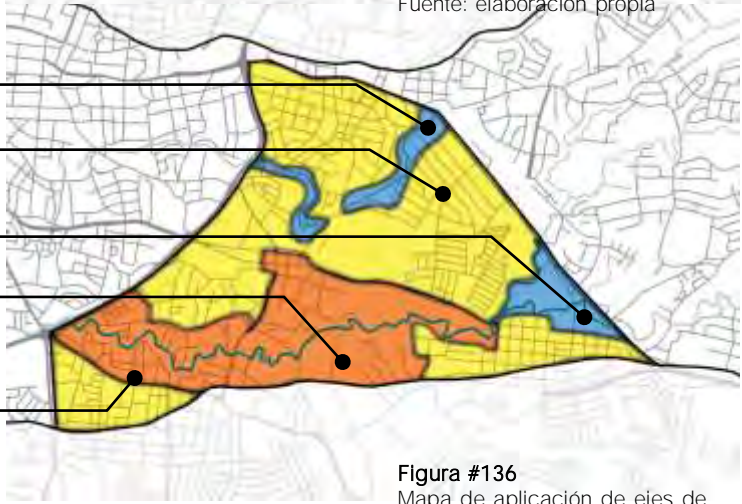 Fuente: elaboración propia
Figura #136
Mapa de aplicación de ejes de